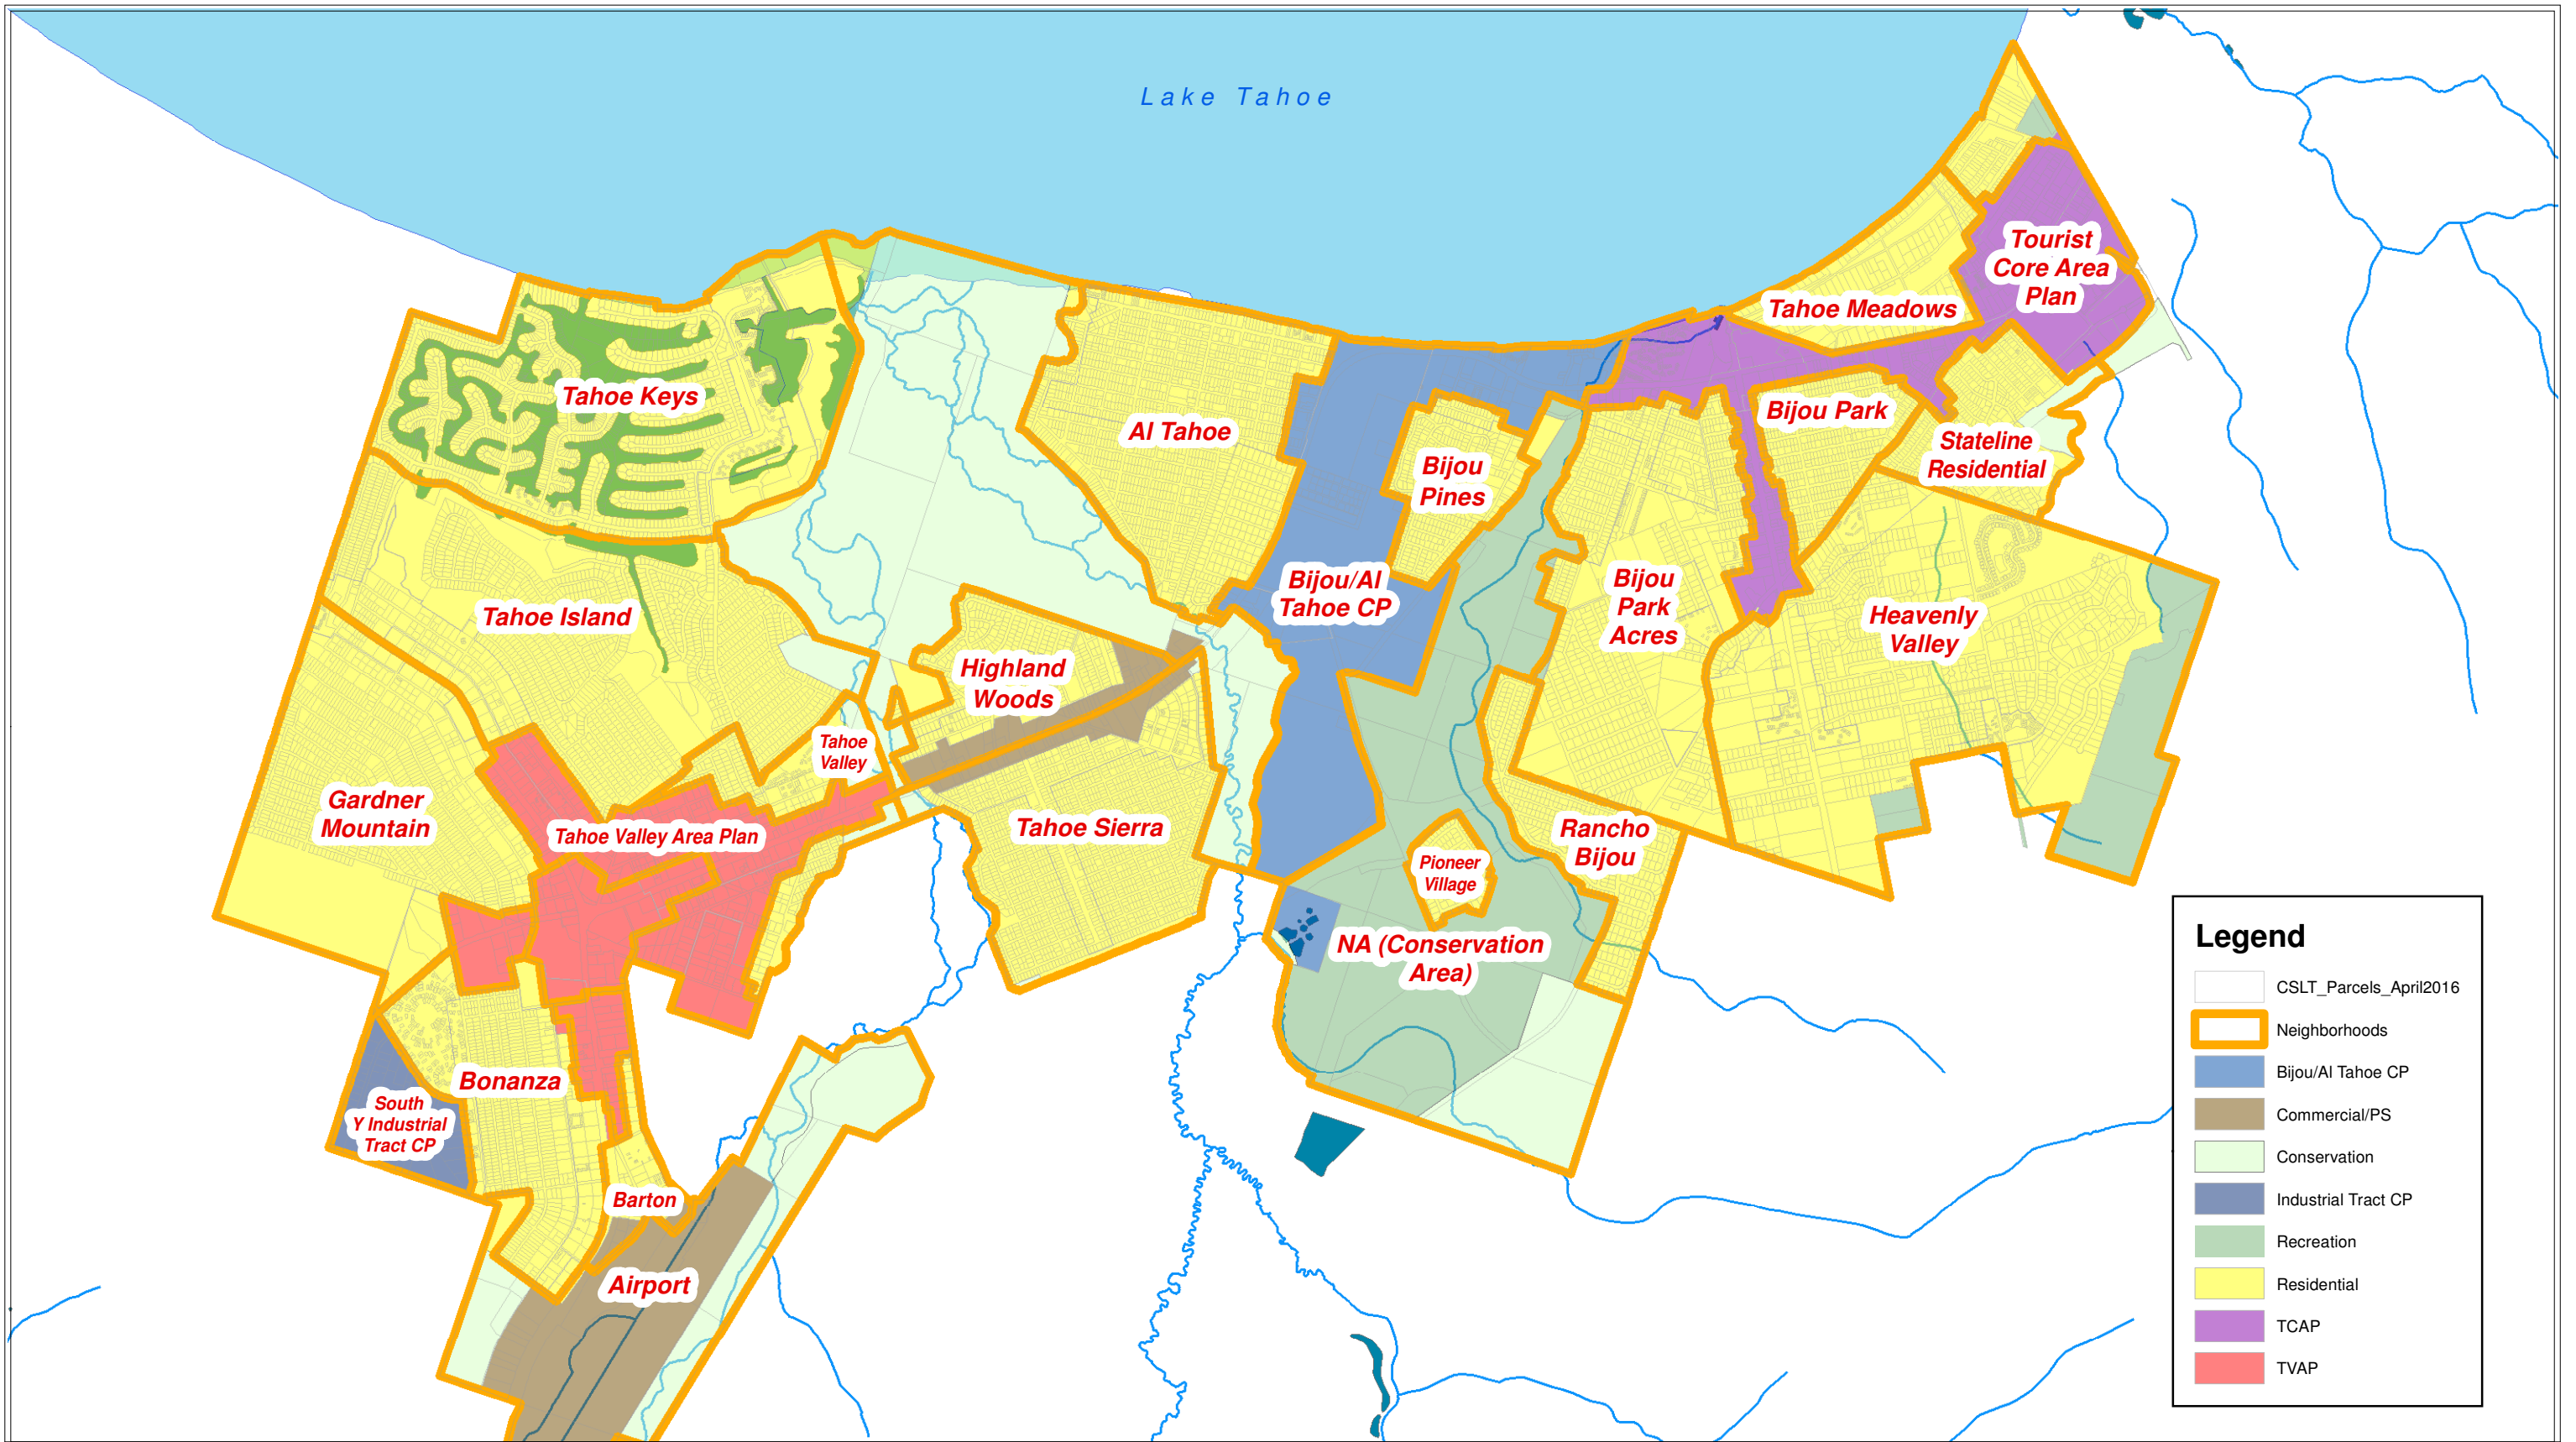 Lake Tahoe
Tourist
Core Area
Plan
Tahoe Meadows
Tahoe Keys
Al Tahoe
Bijou Park
Bijou
Pines
Stateline
Residential
Tahoe Island
Bijou/Al
Tahoe CP
Bijou
Park
Acres
Heavenly
Valley
Highland
Woods
Tahoe
Valley
Gardner
Mountain
Tahoe Valley Area Plan
Tahoe Sierra
Rancho
Bijou
Pioneer
Village
NA (Conservation
Area)
Bonanza
South
Y Industrial
Tract CP
Barton
Airport
Legend
CSLT_Parcels_April2016
Neighborhoods
Bijou/Al Tahoe CP
Commercial/PS
Conservation
Industrial Tract CP
Recreation
Residential
TCAP
TVAP